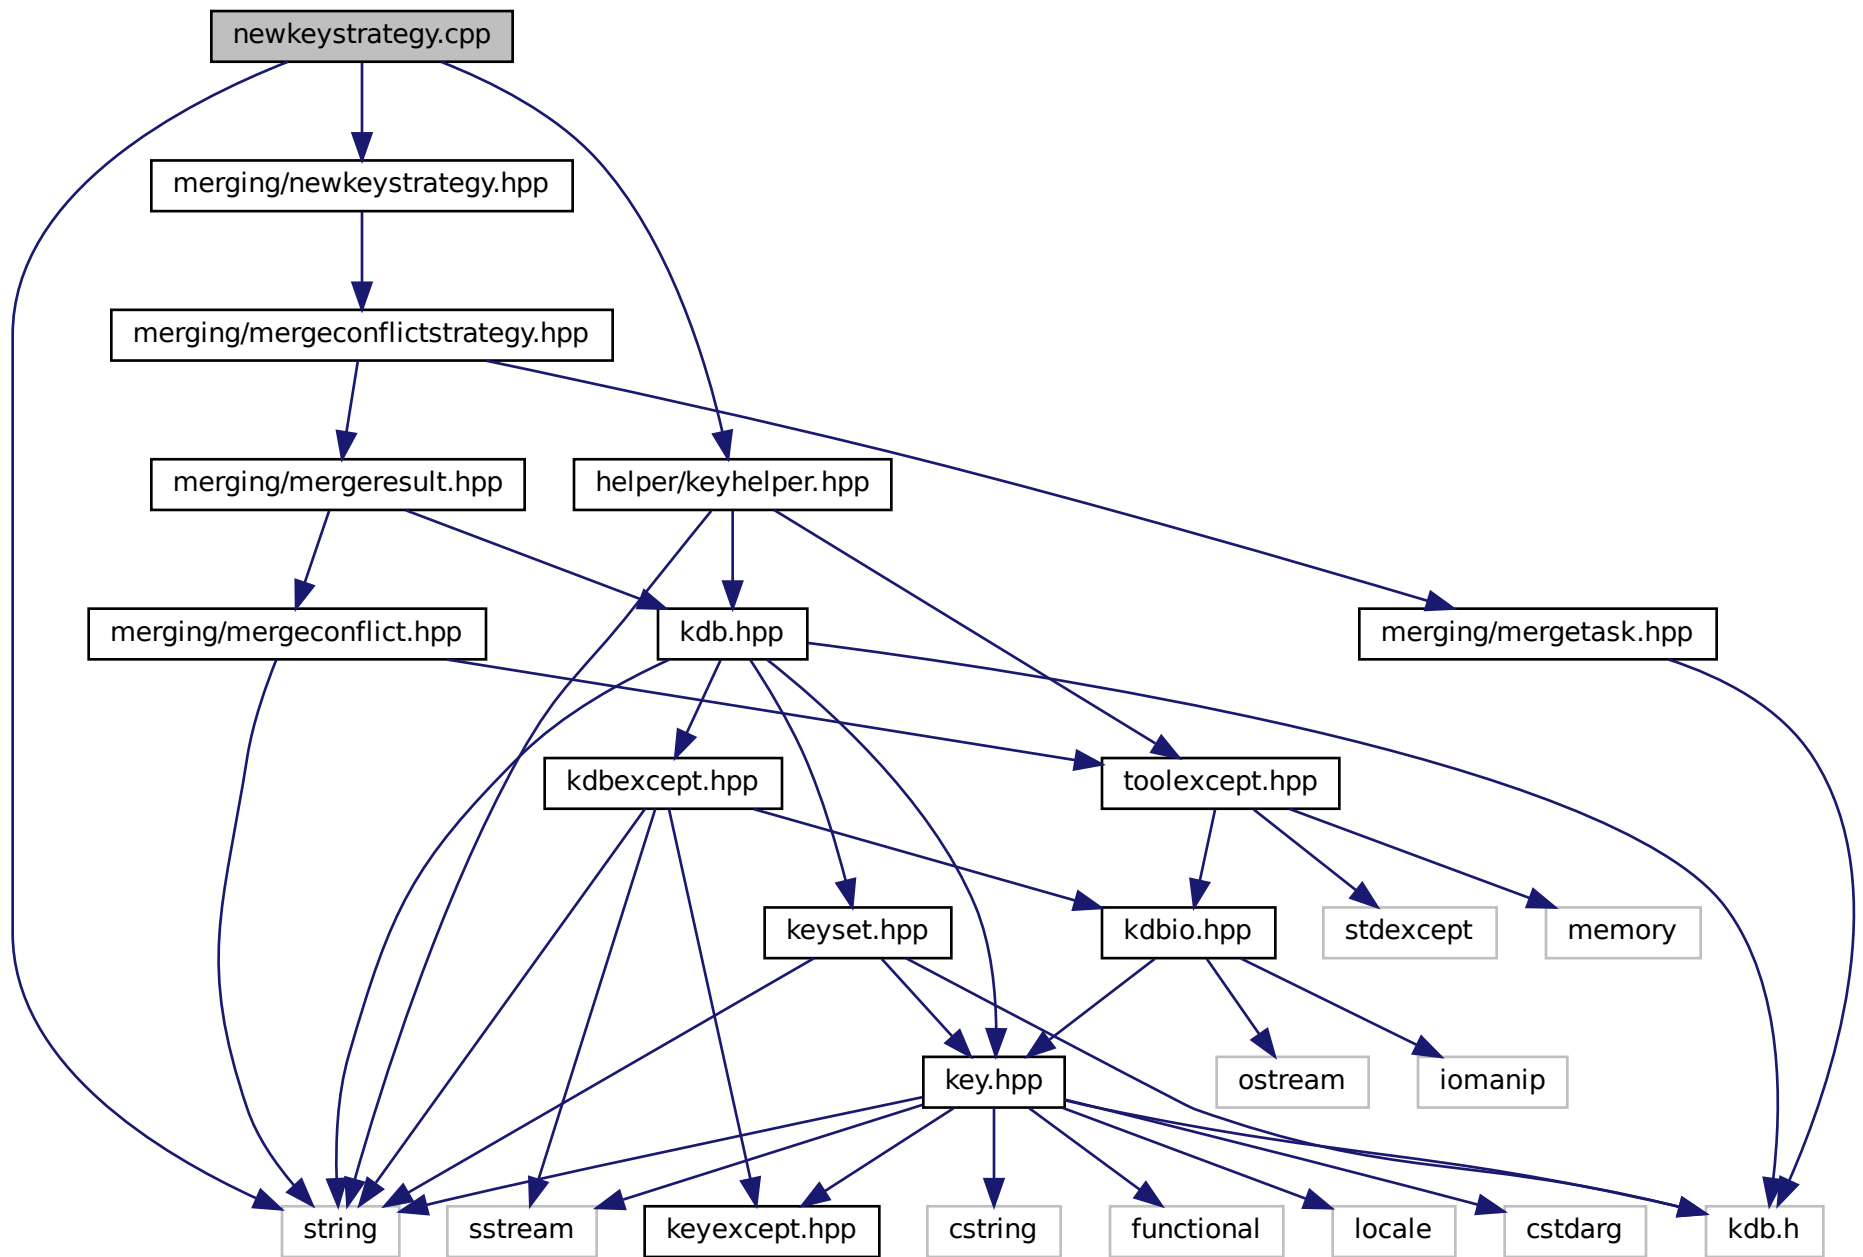 newkeystrategy.cpp
merging/newkeystrategy.hpp
merging/mergeconflictstrategy.hpp
merging/mergeresult.hpp
helper/keyhelper.hpp
merging/mergeconflict.hpp
kdb.hpp
merging/mergetask.hpp
kdbexcept.hpp
toolexcept.hpp
keyset.hpp
kdbio.hpp
stdexcept
memory
key.hpp
ostream
iomanip
string
sstream
keyexcept.hpp
cstring
functional
locale
cstdarg
kdb.h